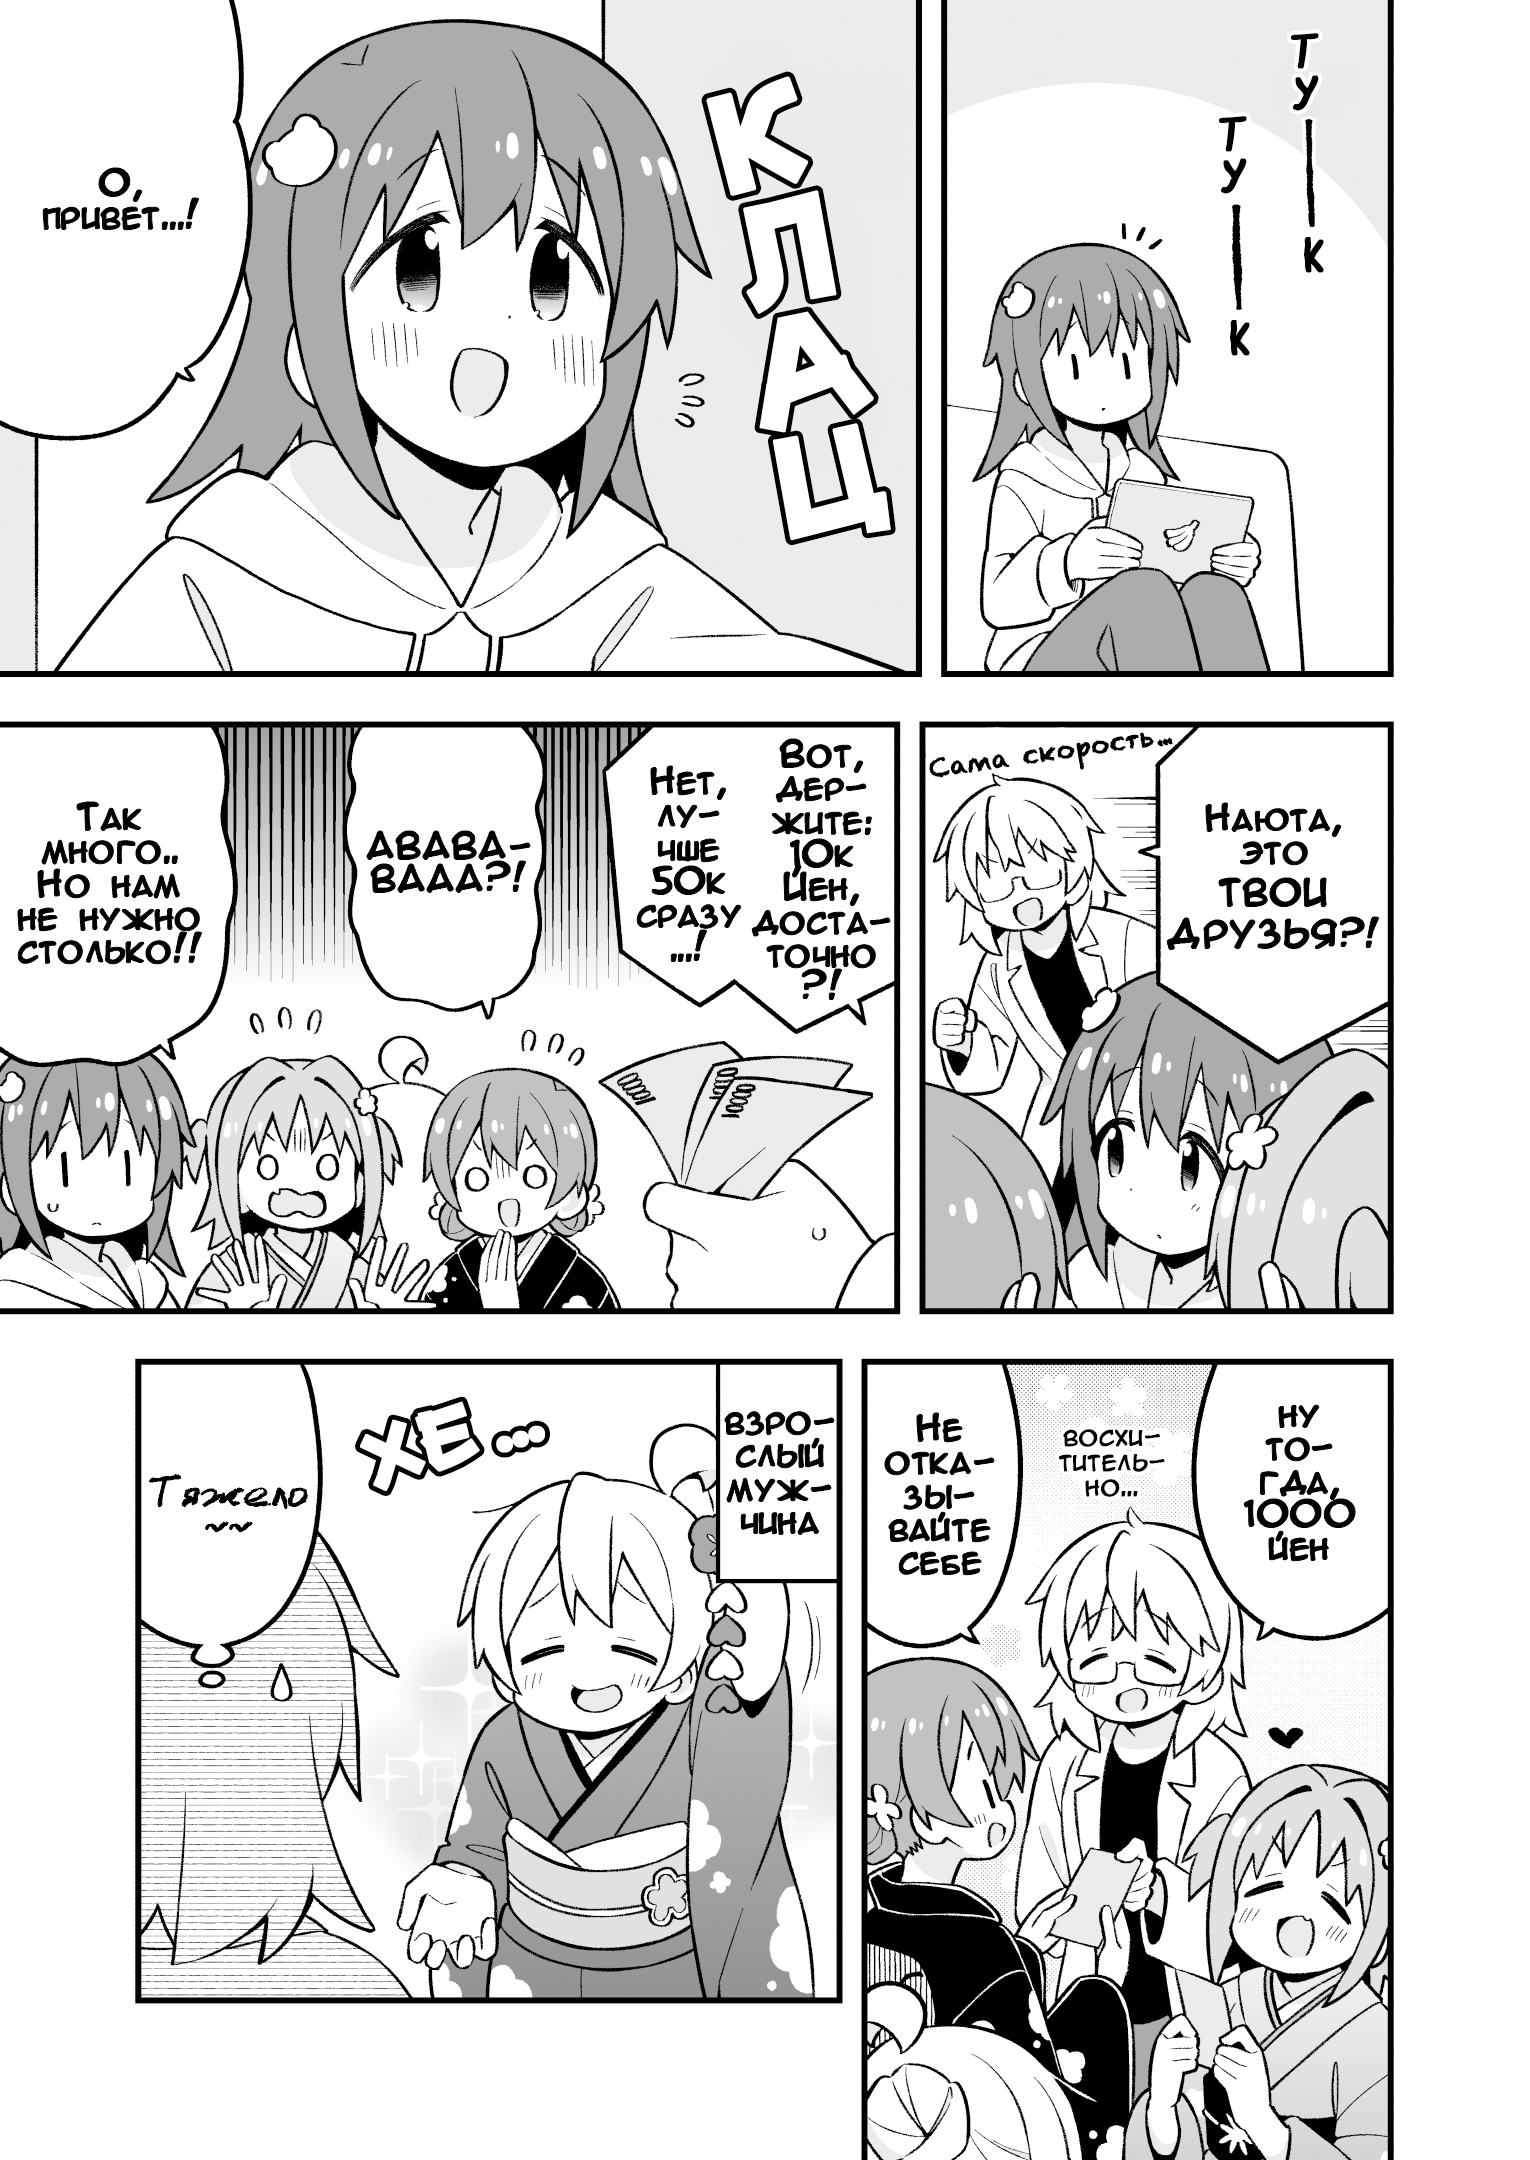 ТУ—К
ТУ—К
КЛАЦ
О,
ПРИВЕТ...!
Сама скорость...
НАЮТА,
ЭТО
ТВОИ
ДРУЗЬЯ?!
ВОТ,
ДЕР-
ЖИТЕ:
10К
ЙЕН,
ДОСТА-
ТОЧНО
?!
НЕТ,
ЛУ-
ЧШЕ
50К
СРАЗУ
...!
АВАВА-
ВААА?!
ТАК
МНОГО..
НО НАМ
НЕ НУЖНО
СТОЛЬКО!!
НУ
ТО-
ГДА,
1000
ЙЕН
ВОСХИ-
ТИТЕЛЬ-
НО...
НЕ
ОТКА-
ЗЫ-
ВАЙТЕ
СЕБЕ
ВЗРО-
СЛЫЙ
МУЖ-
ЧИНА
ХЕ...
Тяжело
~~